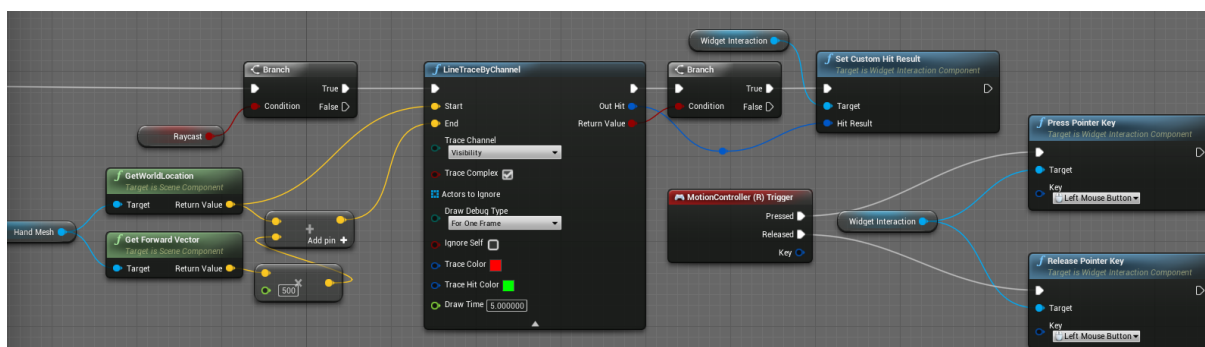 Widget Interaction
Branch
True
Condition
False
Raycast
GetWorldLocation
Target is Scene Component
Target
Return Value
Hand Mesh
Get Forward Vector
Target is Scene Component
Target
Return Value
+
Add pin +
x
500
LineTraceByChannel
Start
Out Hit
End
Return Value
Trace Channel
Visibility
Trace Complex
Actors to Ignore
Draw Debug Type
For One Frame
Ignore Self
Trace Color
Trace Hit Color
Draw Time 5.000000
Branch
True
Condition
False
Set Custom Hit Result
Target is Widget Interaction Component
Target
Hit Result
MotionController (R) Trigger
Pressed
Released
Key
Widget Interaction
Press Pointer Key
Target is Widget Interaction Component
Target
Key
Left Mouse Button
Release Pointer Key
Target is Widget Interaction Component
Target
Key
Left Mouse Button